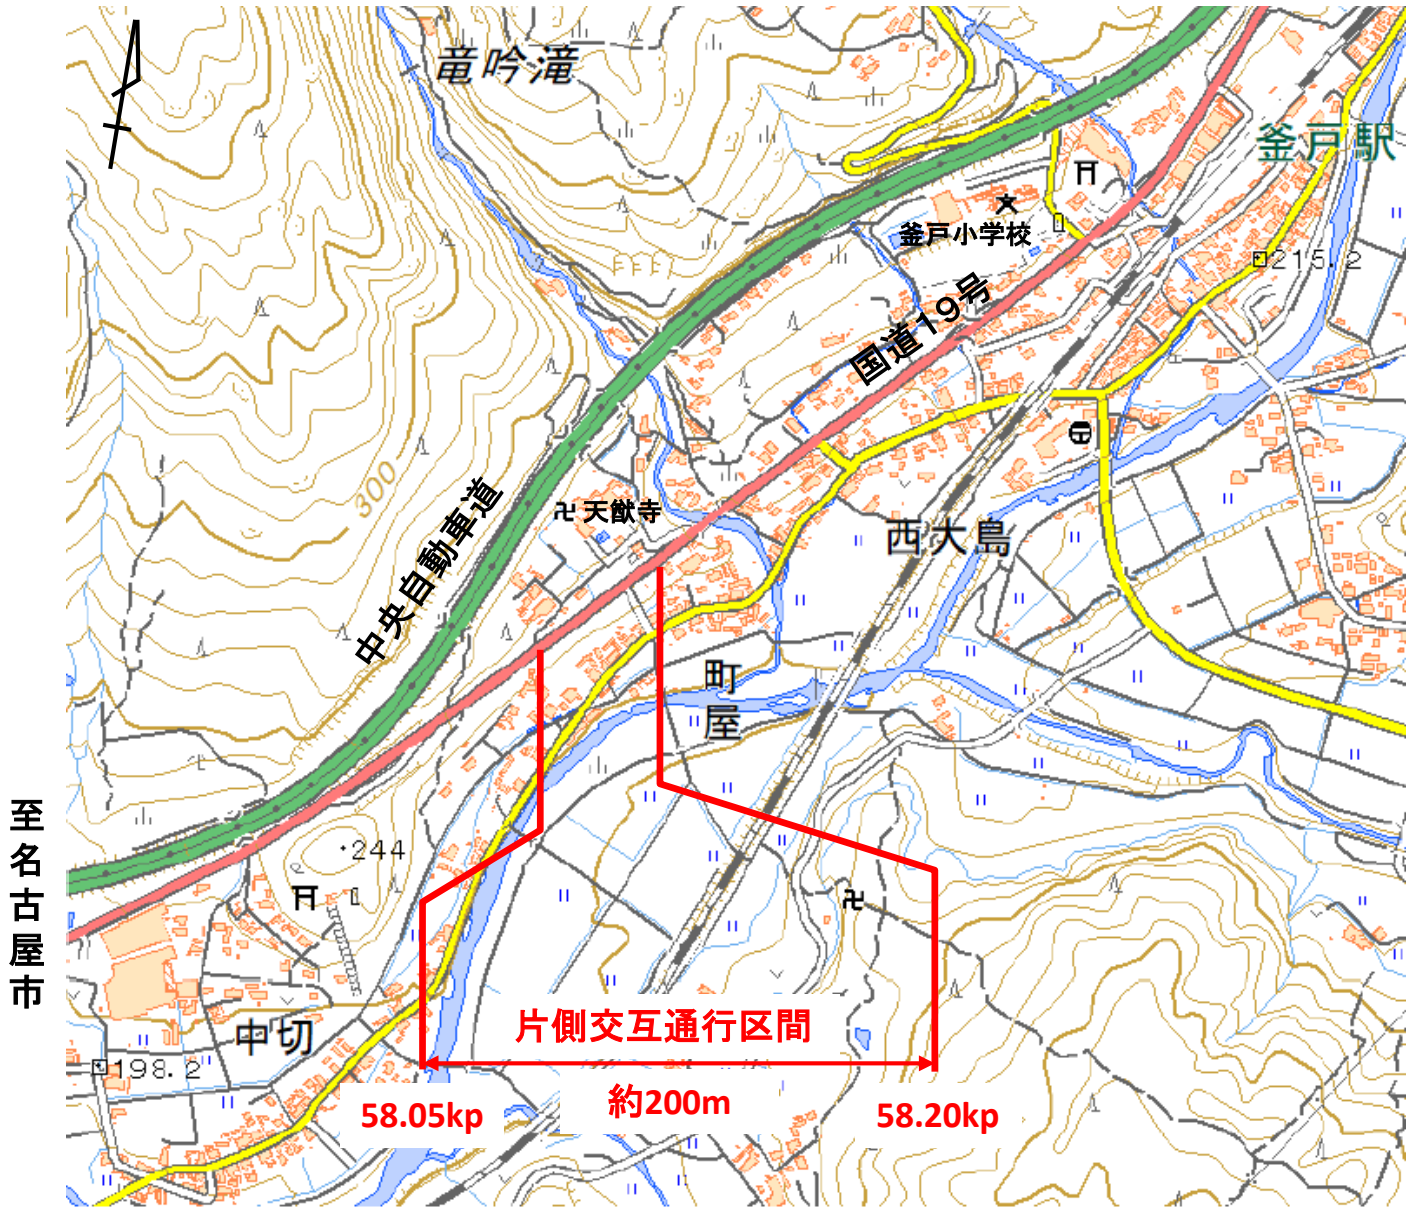 竜吟滝
釜戸駅
釜戸小学校
215.2
国道19号
300
中央自動車道
卍 天猷寺
西大島
町屋
至名古屋市
244
中切
198.2
片側交互通行区間
約200m
58.05kp
58.20kp